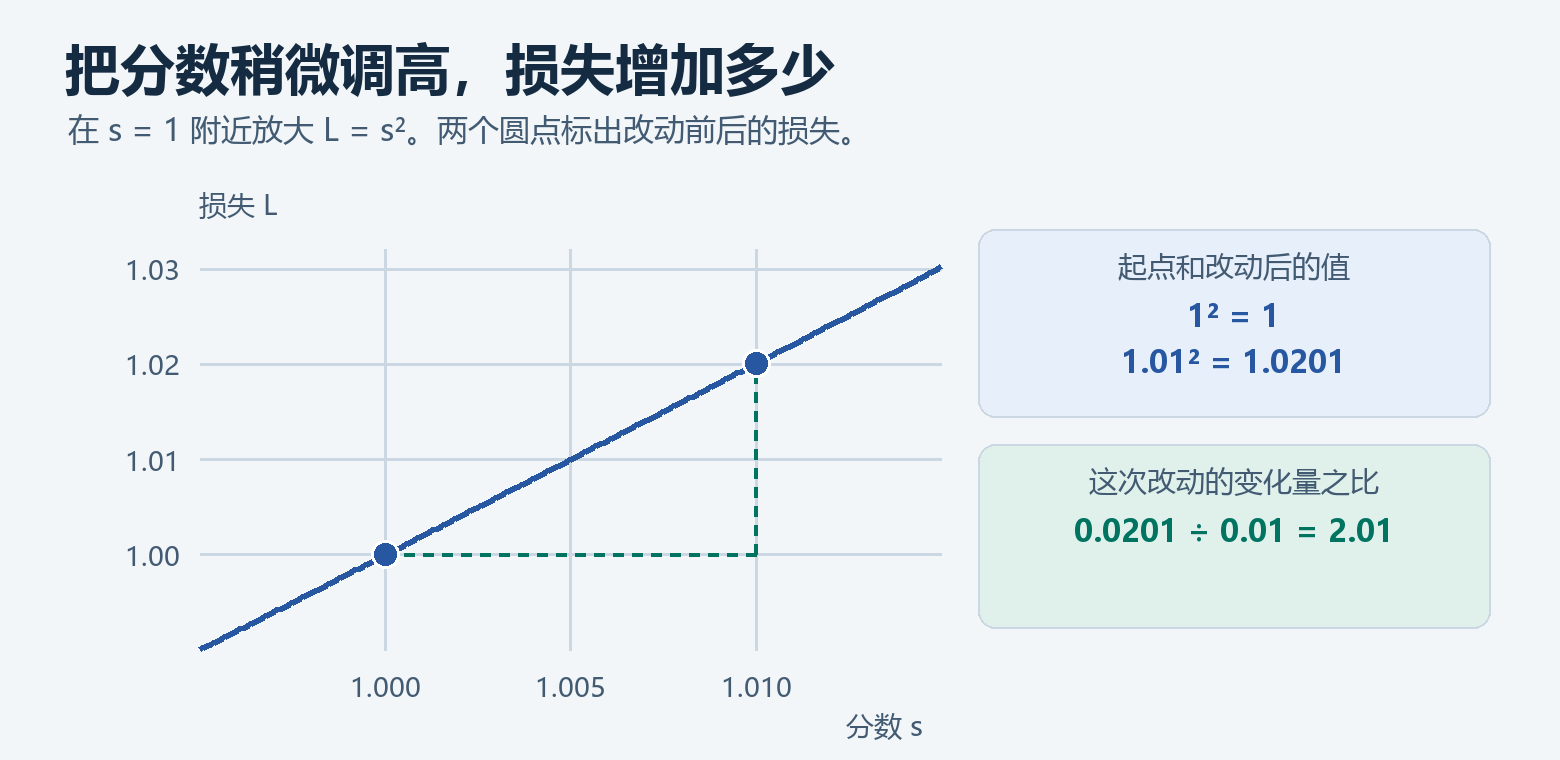 把分数稍微调高，损失增加多少
在 s = 1 附近放大 L = s²。两个圆点标出改动前后的损失。
损失 L
1.03
1.02
1.01
1.00
1.000
1.005
1.010
分数 s
起点和改动后的值
1² = 1
1.01² = 1.0201
这次改动的变化量之比
0.0201 ÷ 0.01 = 2.01